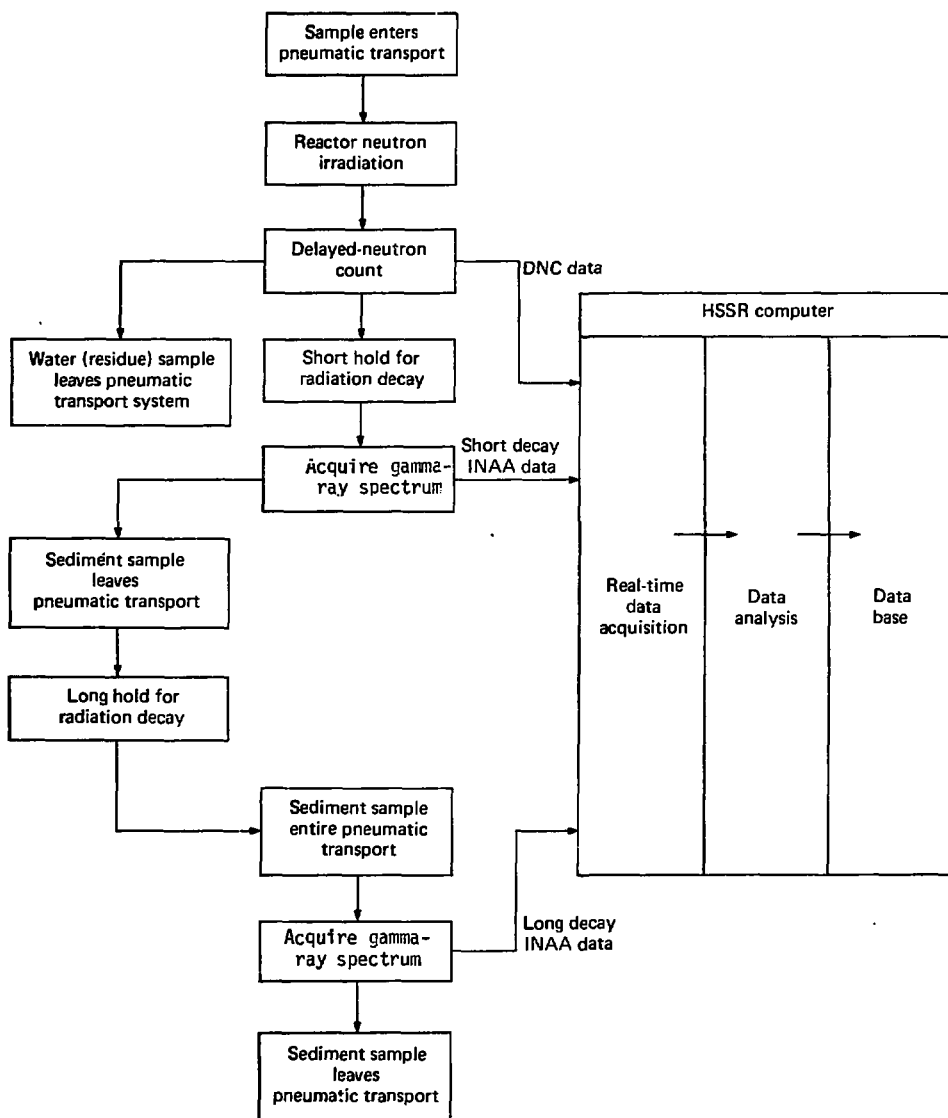 Sample enters
pneumatic transport
Reactor neutron
irradiation
Delayed-neutron
count
DNC data
HSSR computer
Water (residue) sample
leaves pneumatic
transport system
Short hold for
radiation decay
Short decay
INAA data
Acquire gamma-
ray spectrum
Sediment sample
leaves
pneumatic transport
Real-time
data
acquisition
Data
analysis
Data
base
Long hold for
radiation decay
Sediment sample
entire pneumatic
transport
Acquire gamma-
ray spectrum
Long decay
INAA data
Sediment sample
leaves
pneumatic transport